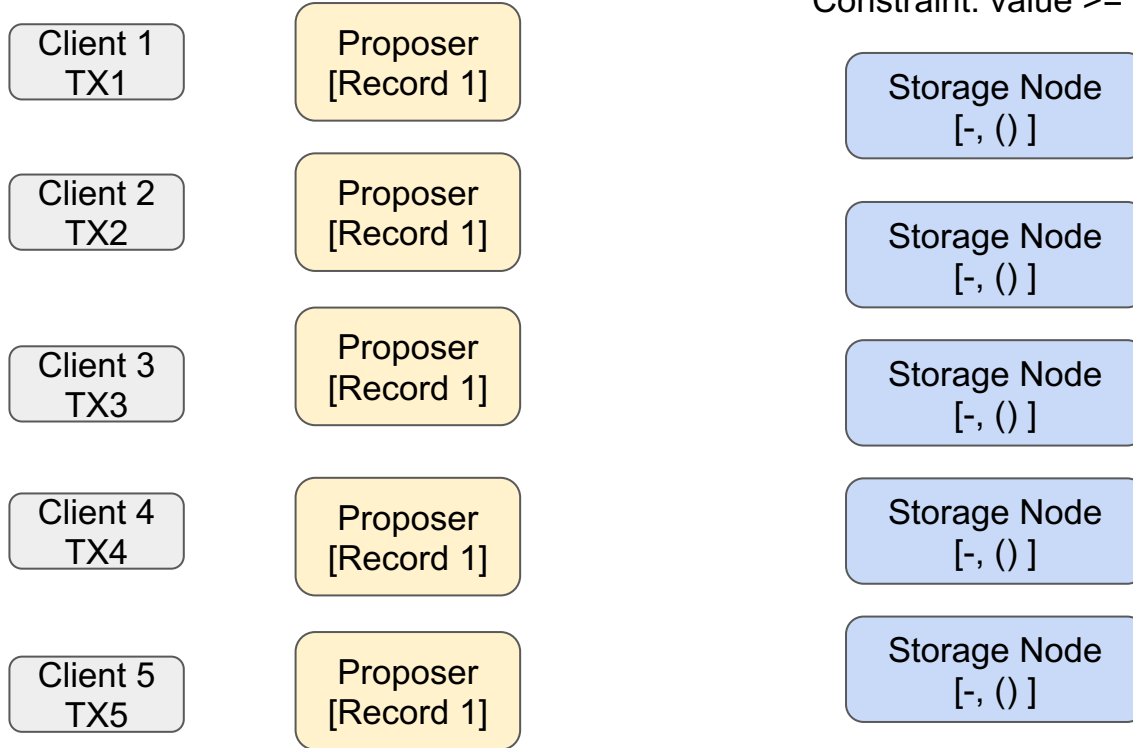 Constraint: value >=
Client 1
TX1
Proposer
[Record 1]
Storage Node
[-, () ]
Client 2
TX2
Proposer
[Record 1]
Storage Node
[-, () ]
Client 3
TX3
Proposer
[Record 1]
Storage Node
[-, () ]
Client 4
TX4
Proposer
[Record 1]
Storage Node
[-, () ]
Client 5
TX5
Proposer
[Record 1]
Storage Node
[-, () ]